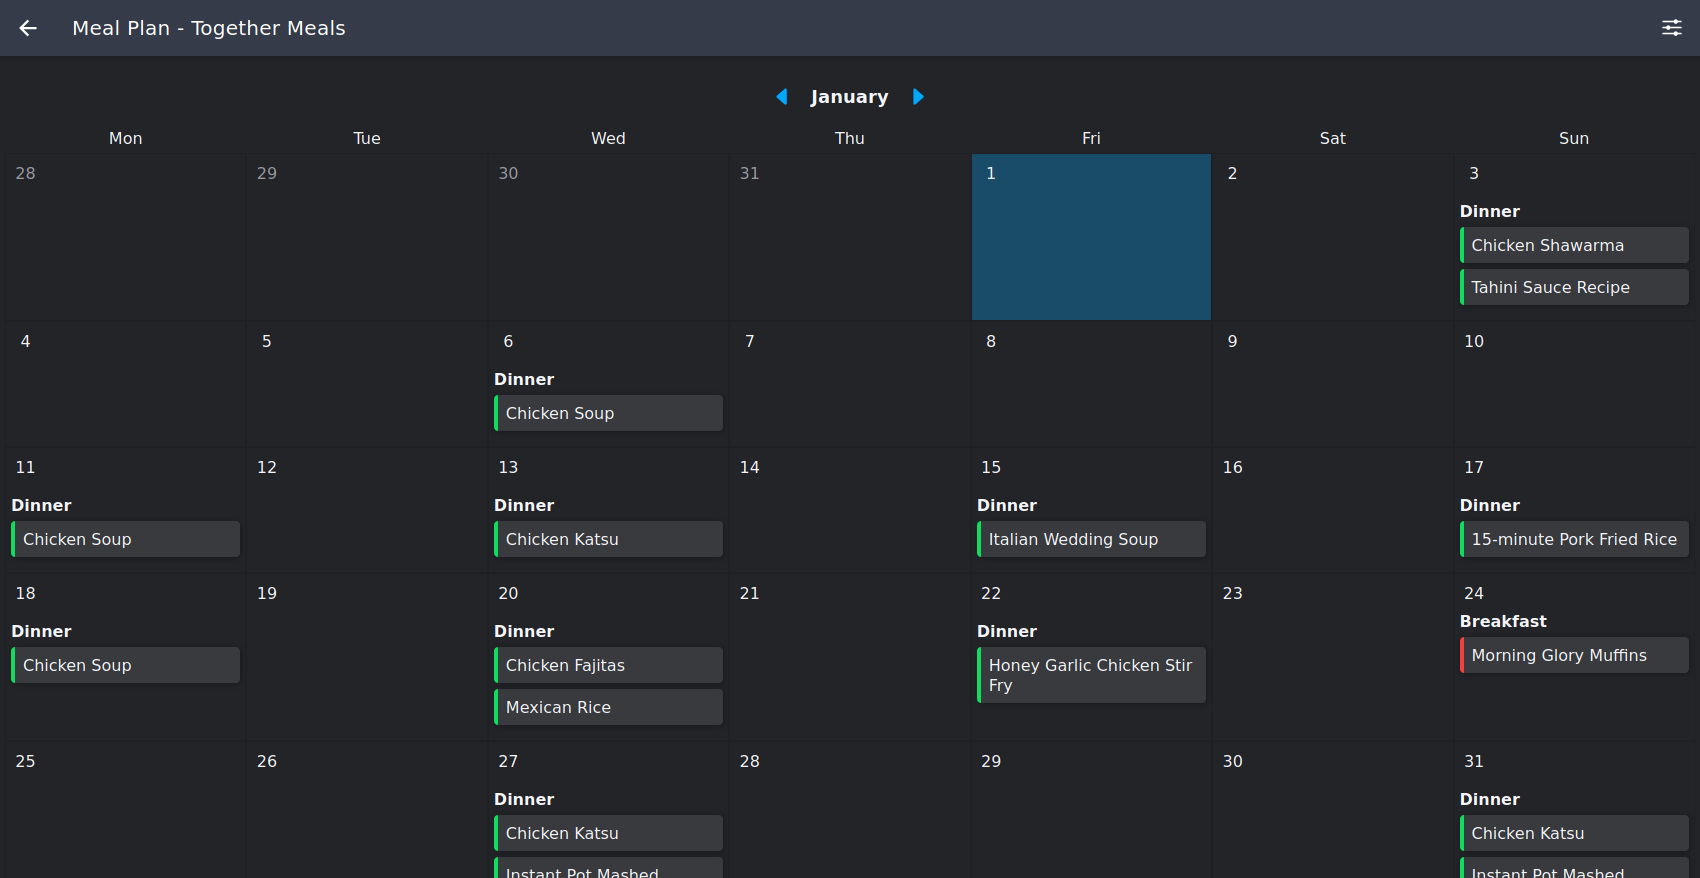 Meal Plan - Together Meals
January
Mon Tue Wed Thu Fri Sat Sun
28 29 30 31 1 2 3
Dinner
Chicken Shawarma
Tahini Sauce Recipe
4 5 6 7 8 9 10
Dinner
Chicken Soup
11 12 13 14 15 16 17
Dinner Dinner Dinner Dinner
Chicken Soup Chicken Katsu Italian Wedding Soup 15-minute Pork Fried Rice
18 19 20 21 22 23 24
Breakfast
Dinner Dinner Dinner
Morning Glory Muffins
Chicken Soup Chicken Fajitas Honey Garlic Chicken Stir
Fry
Mexican Rice
25 26 27 28 29 30 31
Dinner Dinner
Chicken Katsu Chicken Katsu
Instant Pot Mashed Instant Pot Mashed